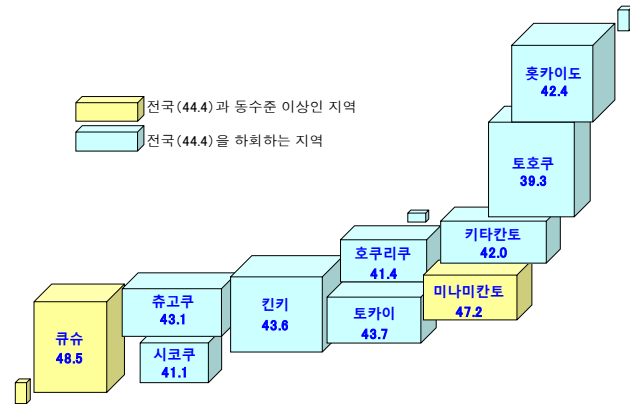 홋카이도
42.4
전국(44.4)과 동수준 이상인 지역
전국(44.4)을 하회하는 지역
토호쿠
39.3
키타칸토
42.0
호쿠리쿠
41.4
미나미칸토
47.2
츄고쿠
43.1
킨키
43.6
토카이
43.7
큐슈
48.5
시코쿠
41.1